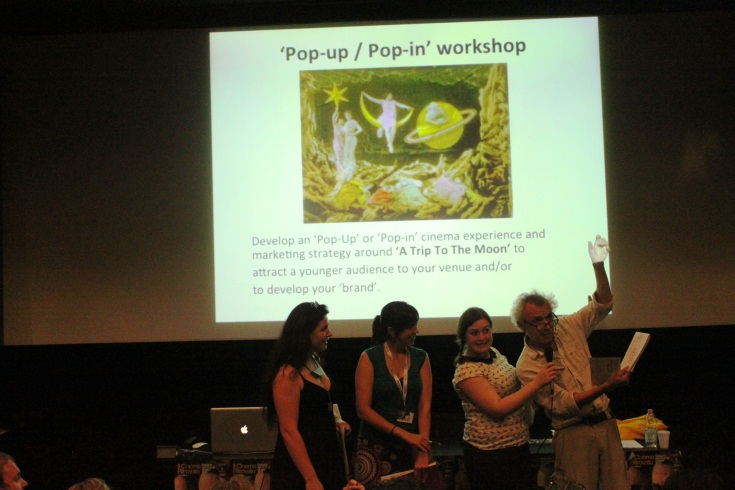 'Pop-up / Pop-in' workshop
Develop an 'Pop-Up' or 'Pop-in' cinema experience and
marketing strategy around 'A Trip To The Moon' to
attract a younger audience to your venue and/or
to develop your 'brand'.